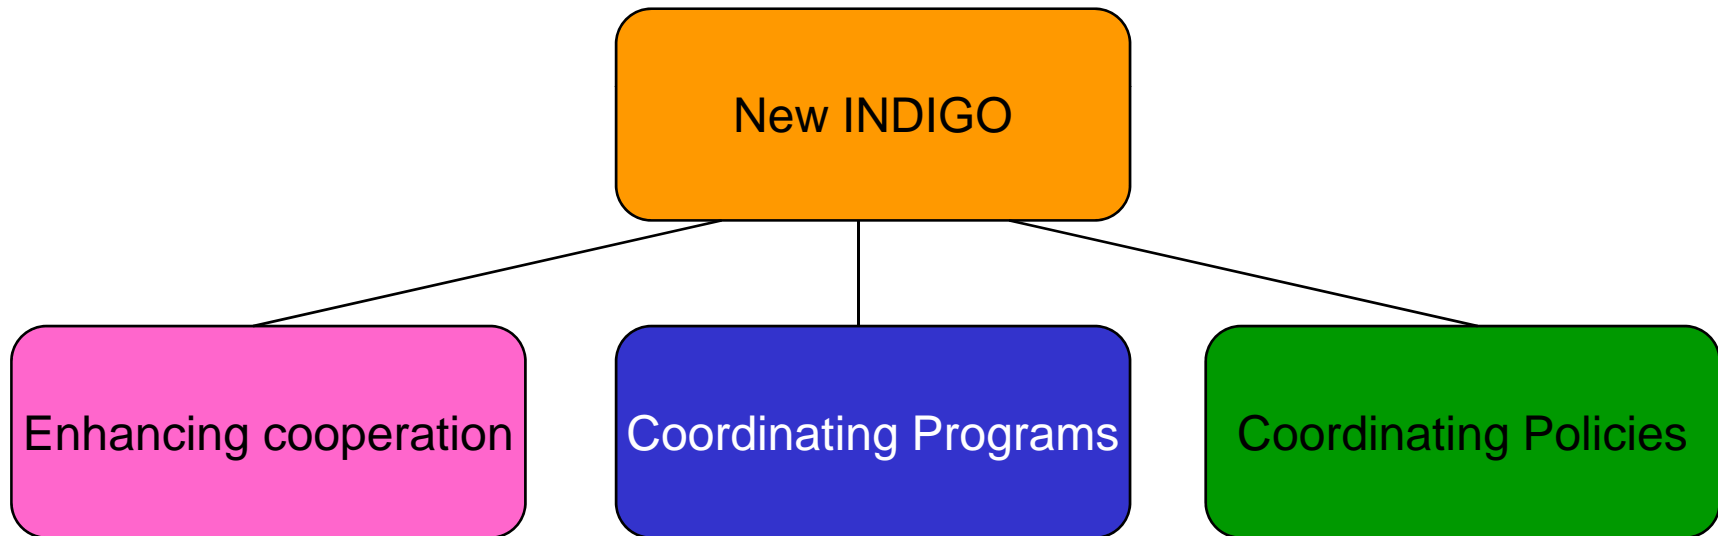 New INDIGO
Enhancing cooperation
Coordinating Programs
Coordinating Policies